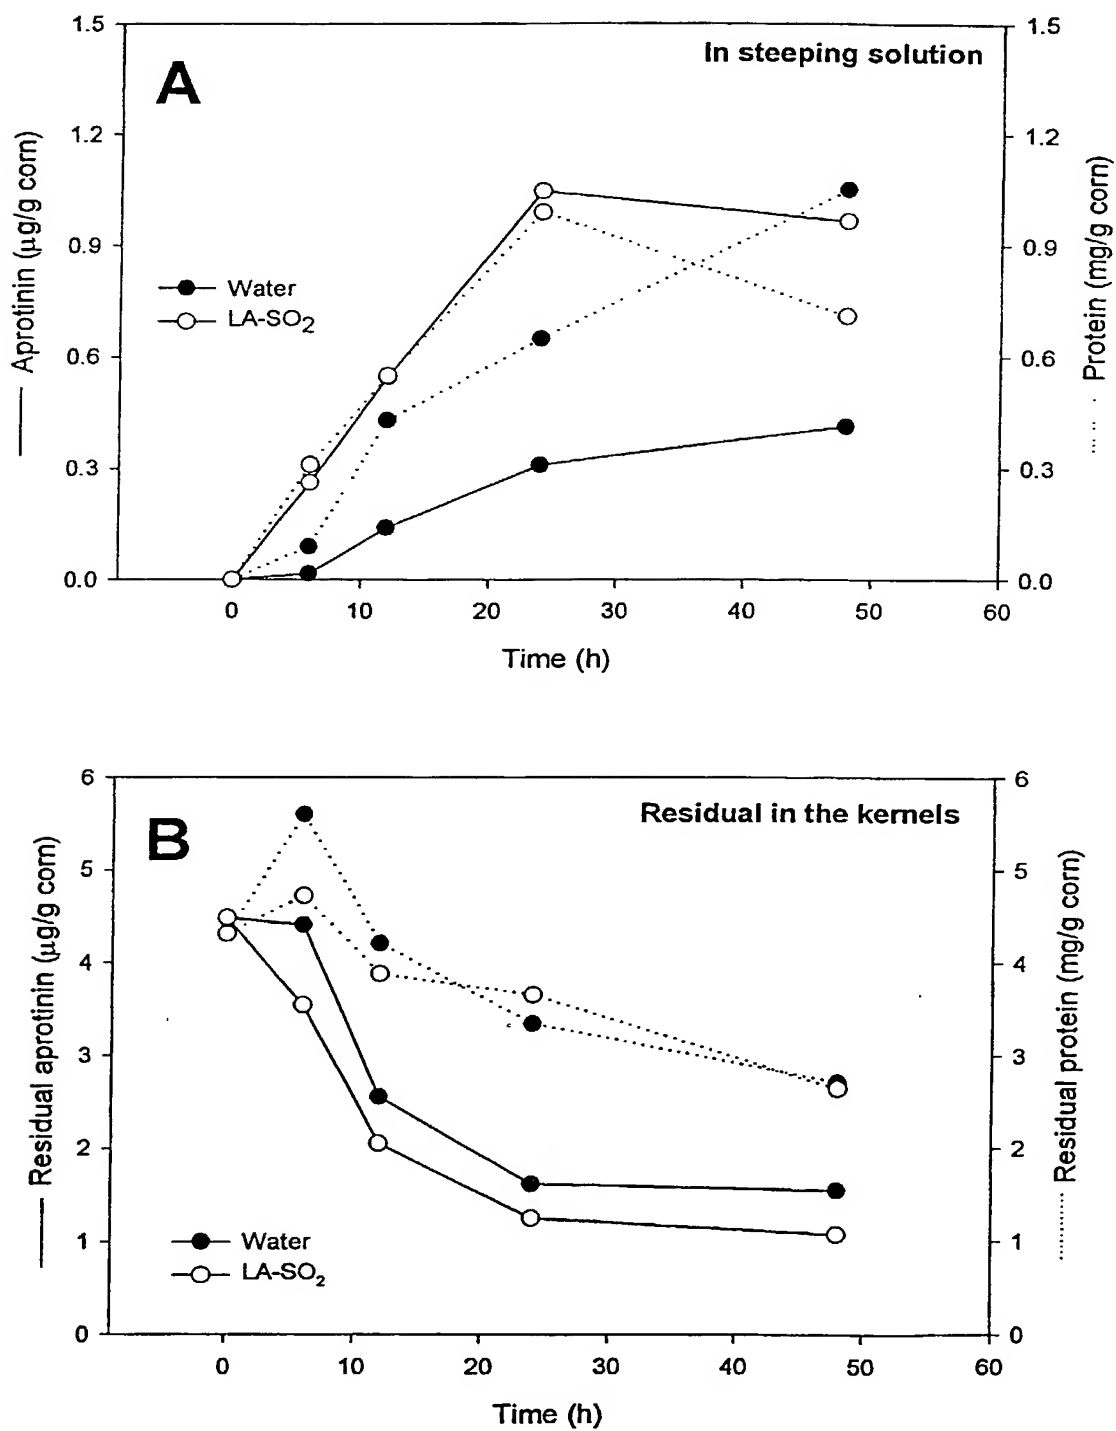 A
In steeping solution
Aprotinin (µg/g corn)
Protein (mg/g corn)
1.5
1.2
0.9
0.6
0.3
0.0
1.5
1.2
0.9
0.6
0.3
0.0
Water
LA-SO2
0 10 20 30 40 50 60
Time (h)
B
Residual in the kernels
Residual aprotinin (µg/g corn)
Residual protein (mg/g corn)
6
5
4
3
2
1
0
6
5
4
3
2
1
0
Water
LA-SO2
0 10 20 30 40 50 60
Time (h)